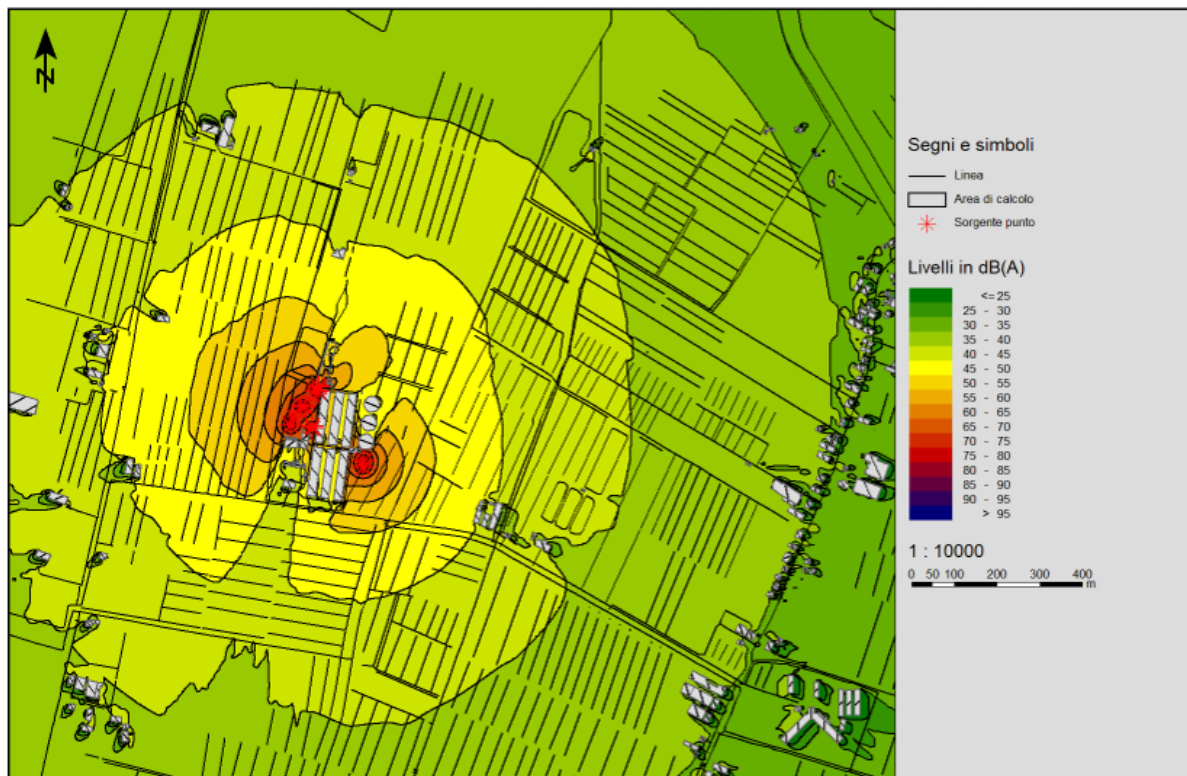 N
Segni e simboli
Linea
Area di calcolo
Sorgente punto
Livelli in dB(A)
<= 25
25 - 30
30 - 35
35 - 40
40 - 45
45 - 50
50 - 55
55 - 60
60 - 65
65 - 70
70 - 75
75 - 80
80 - 85
85 - 90
90 - 95
> 95
1 : 10000
0 50 100 200 300 400
m